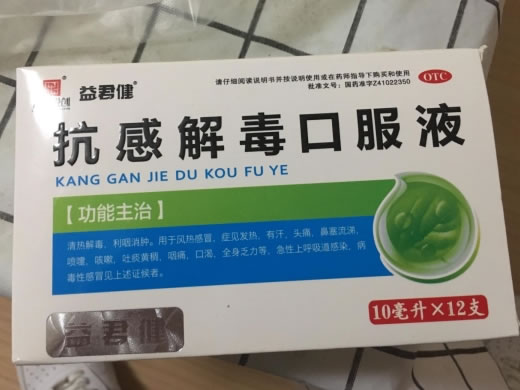 益君健®
请仔细阅读说明书并按说明使用或在药师指导下购买和使用
批准文号：国药准字Z41022350
OTC
抗感解毒口服液
KANG GAN JIE DU KOU FU YE
【功能主治】
清热解毒、利咽消肿。用于风热感冒，症见发热、有汗、头痛、鼻塞流涕、
喷嚏、咳嗽、吐痰黄稠、咽痛、口渴、全身乏力等，急性上呼吸道感染、病
毒性感冒见上述证候者。
益君健
10毫升×12支